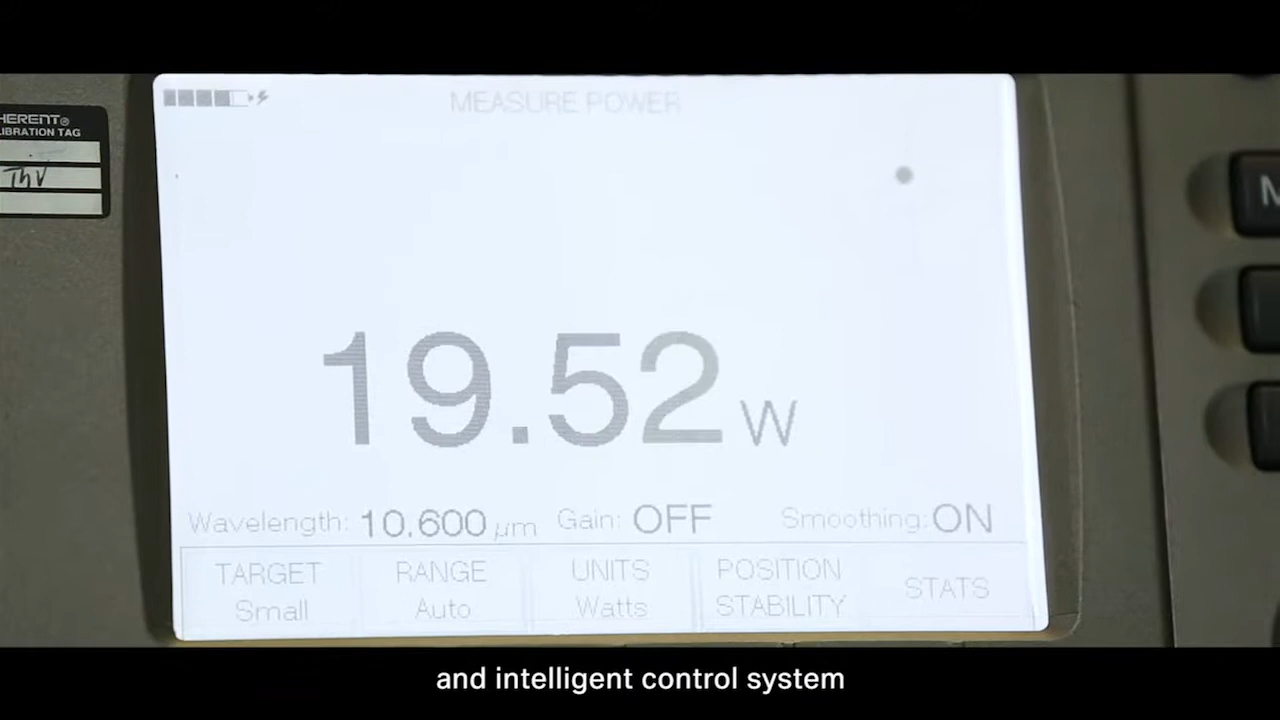 MEASURE POWER
HERENT®
LIBRATION TAG
19.52 W
Wavelength: 10.600 µm Gain: OFF Smoothing: ON
TARGET
Small
RANGE
Auto
UNITS
Watts
POSITION
STABILITY
STATS
and intelligent control system